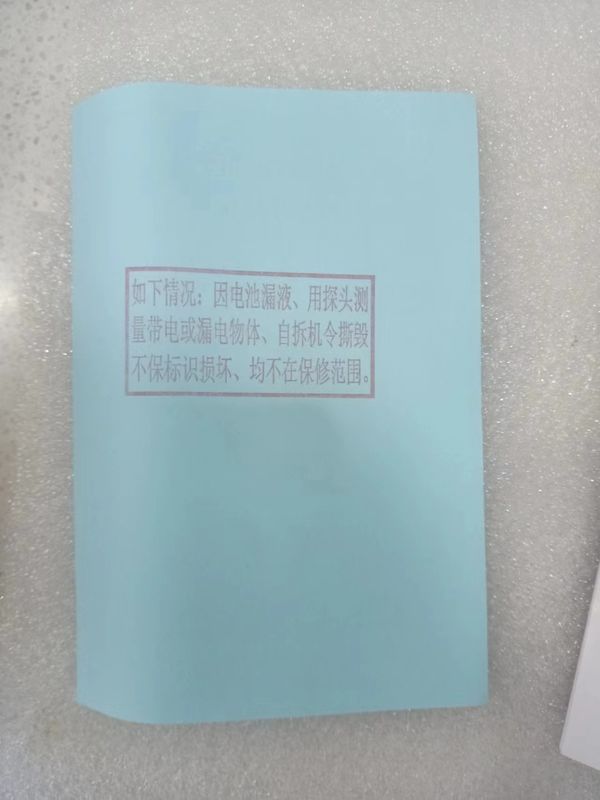 如下情况：因电池漏液、用探头测
量带电或漏电物体、自拆机令撕毁
不保标识损坏、均不在保修范围。